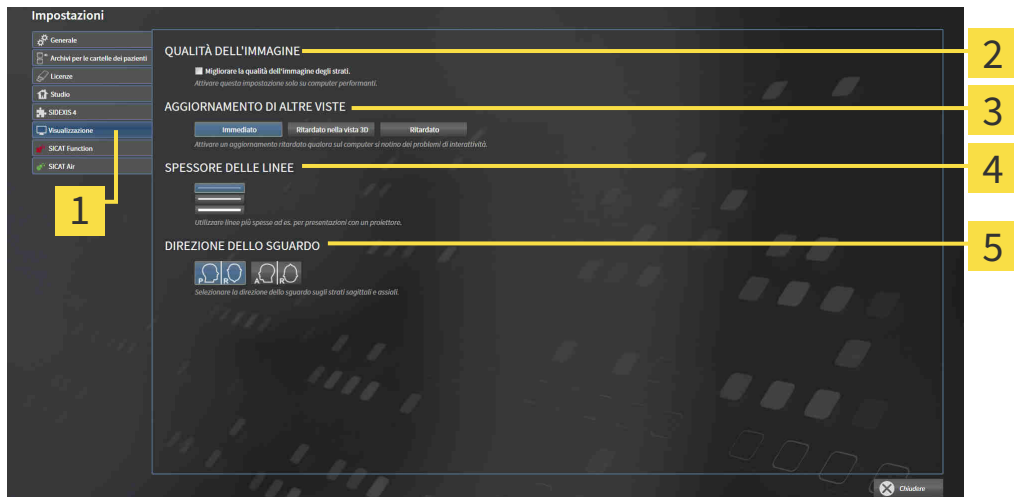 Impostazioni
Generale
Archivi per le cartelle dei pazienti
Licenze
Studio
SIDEXIS 4
Visualizzazione
SICAT Function
SICAT Air
1
QUALITÀ DELL'IMMAGINE
Migliorare la qualità dell'immagine degli strati.
Attivare questa impostazione solo su computer performanti.
2
AGGIORNAMENTO DI ALTRE VISTE
Immediato Ritardato nella vista 3D Ritardato
Attivare un aggiornamento ritardato qualora sul computer si notino dei problemi di interattività.
3
SPESSORE DELLE LINEE
Utilizzare linee più spesse ad es. per presentazioni con un proiettore.
4
DIREZIONE DELLO SGUARDO
P R A R
Selezionare la direzione dello sguardo sugli strati sagittali e assiali.
5
Chiudere